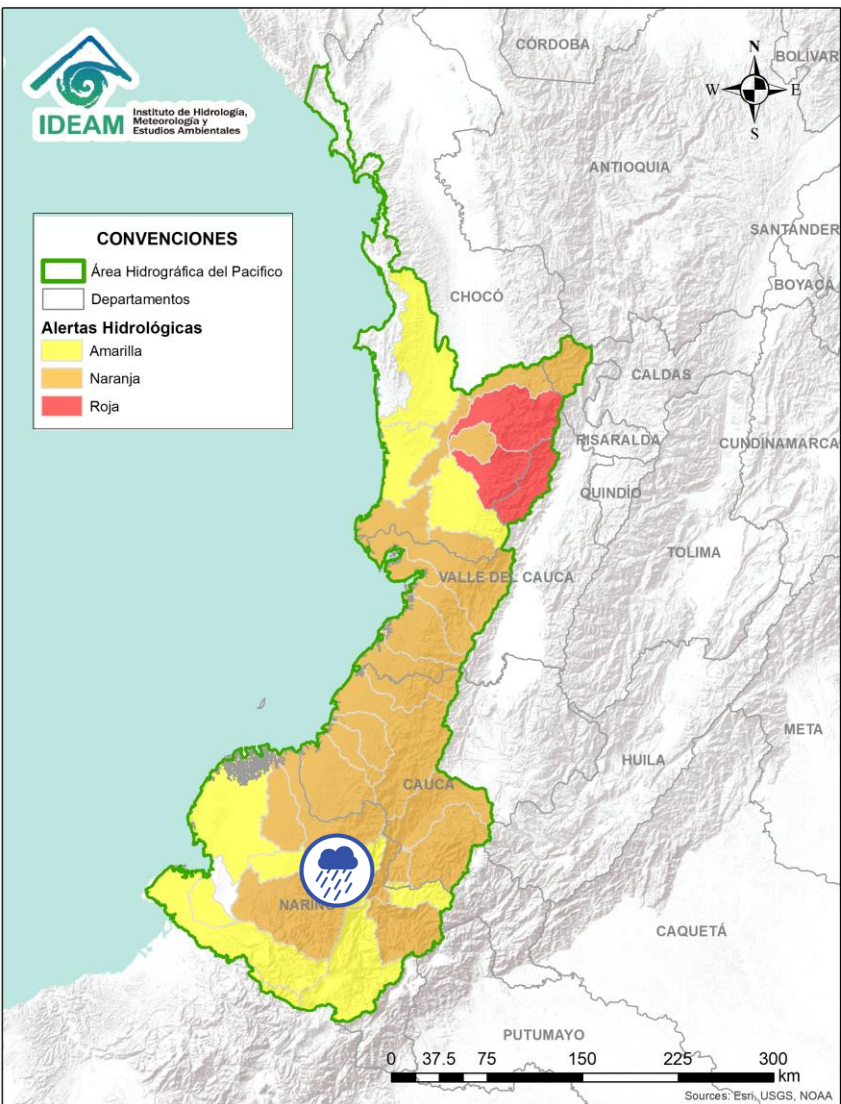 IDEAM
Instituto de Hidrología,
Meteorología y
Estudios Ambientales
CÓRDOBA
BOLÍVAR
N
W
E
S
ANTIOQUIA
SANTANDER
BOYACÁ
CONVENCIONES
Área Hidrográfica del Pacifico
Departamentos
Alertas Hidrológicas
Amarilla
Naranja
Roja
CHOCÓ
CALDAS
RISARALDA
CUNDINAMARCA
QUINDÍO
TOLIMA
VALLE DEL CAUCA
META
HUILA
CAUCA
NARIÑO
CAQUETÁ
PUTUMAYO
0 37.5 75 150 225 300
km
Sources: Esri, USGS, NOAA